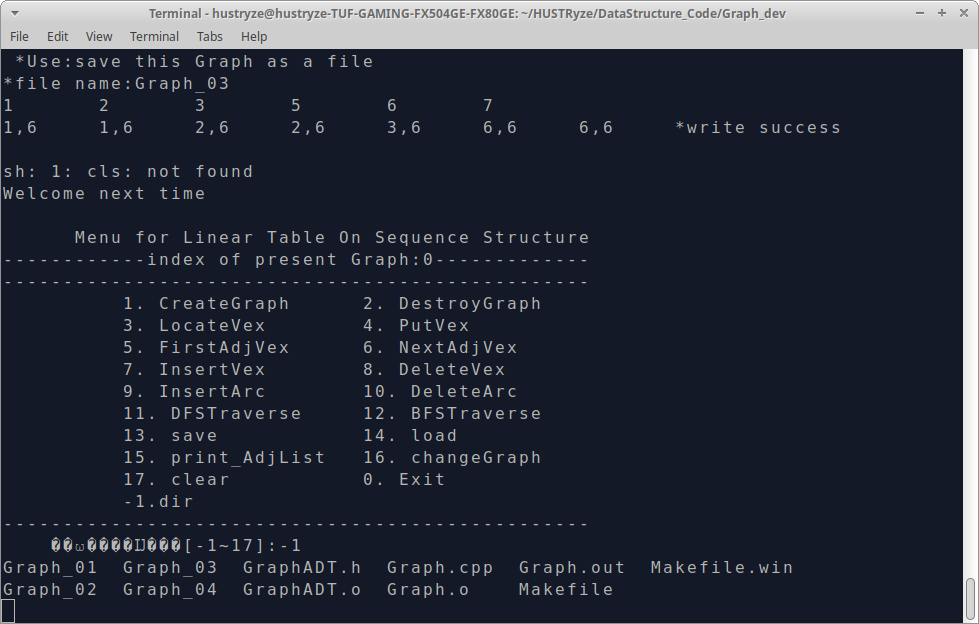 Terminal - hustryze@hustryze-TUF-GAMING-FX504GE-FX80GE: ~/HUSTRyze/DataStructure_Code/Graph_dev
File Edit View Terminal Tabs Help
*Use:save this Graph as a file
*file name:Graph_03
1 2 3 5 6 7
1,6 1,6 2,6 2,6 3,6 6,6 6,6 *write success
sh: 1: cls: not found
Welcome next time
Menu for Linear Table On Sequence Structure
------------index of present Graph:0-------------
-------------------------------------------------
1. CreateGraph 2. DestroyGraph
3. LocateVex 4. PutVex
5. FirstAdjVex 6. NextAdjVex
7. InsertVex 8. DeleteVex
9. InsertArc 10. DeleteArc
11. DFSTraverse 12. BFSTraverse
13. save 14. load
15. print_AdjList 16. changeGraph
17. clear 0. Exit
-1.dir
-------------------------------------------------
[-1~17]:-1
Graph_01 Graph_03 GraphADT.h Graph.cpp Graph.out Makefile.win
Graph_02 Graph_04 GraphADT.o Graph.o Makefile